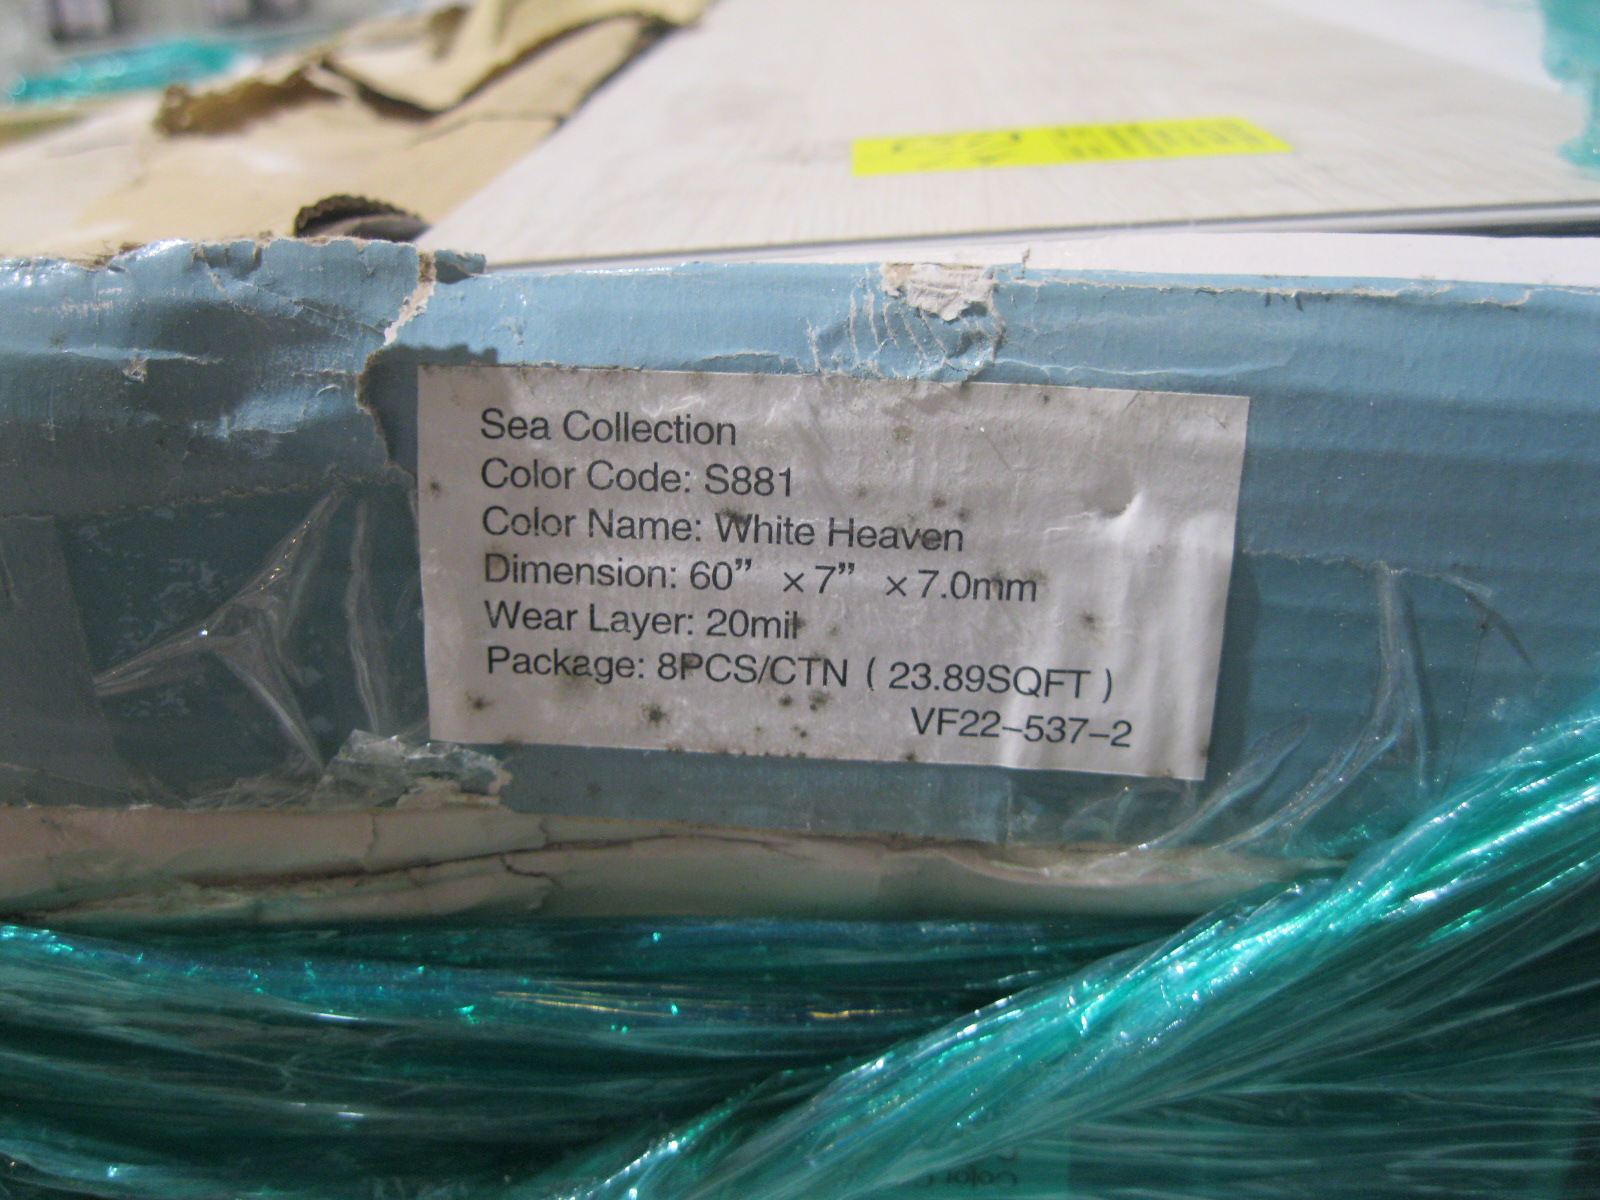 Sea Collection
Color Code: S881
Color Name: White Heaven
Dimension: 60” ×7” ×7.0mm
Wear Layer: 20mil
Package: 8PCS/CTN ( 23.89SQFT )
VF22–537–2